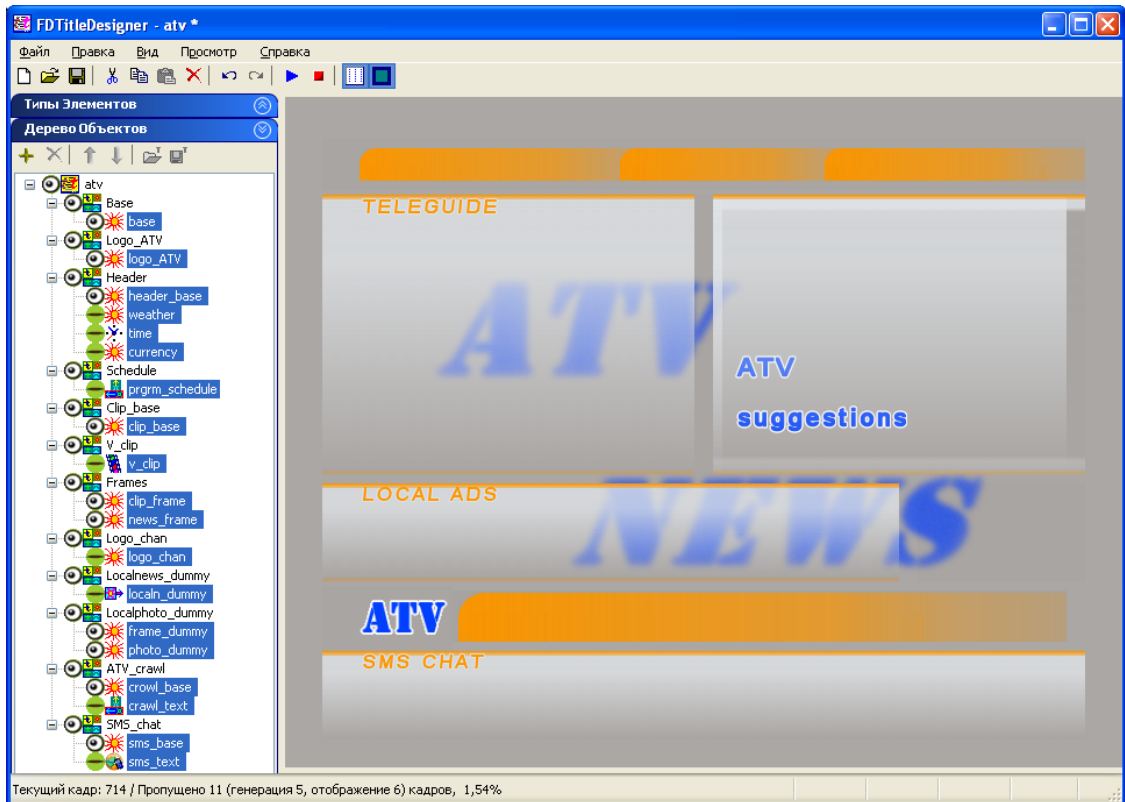 FDTitleDesigner - atv *
Файл Правка Вид Просмотр Справка
Типы Элементов
Дерево Объектов
atv
Base
base
Logo_ATV
logo_ATV
Header
header_base
weather
time
currency
Schedule
prgrm_schedule
Clip_base
clip_base
V_clip
v_clip
Frames
clip_frame
news_frame
Logo_chan
logo_chan
Localnews_dummy
localn_dummy
Localphoto_dummy
frame_dummy
photo_dummy
ATV_crawl
crowl_base
crawl_text
SMS_chat
sms_base
sms_text
TELEGUIDE
ATV
ATV
suggestions
LOCAL ADS
NEWS
ATV
SMS CHAT
Текущий кадр: 714 / Пропущено 11 (генерация 5, отображение 6) кадров, 1,54%